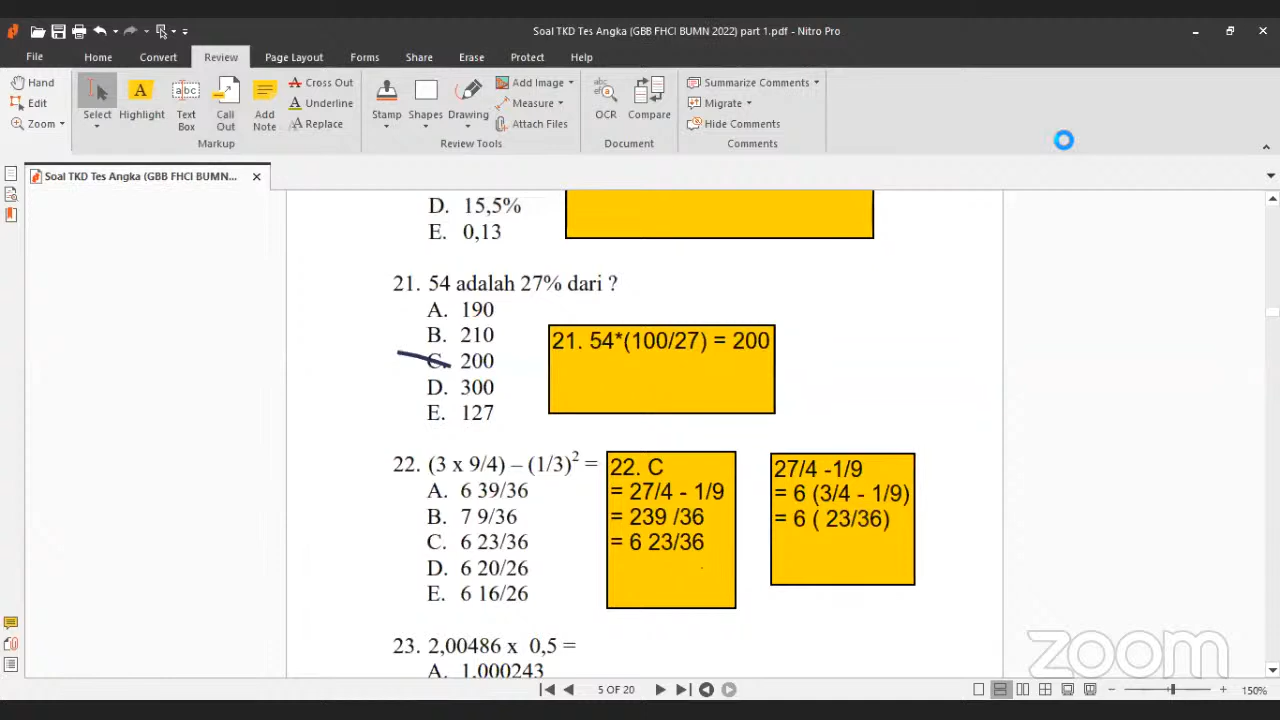 Soal TKD Tes Angka (GBB FHCI BUMN 2022) part 1.pdf - Nitro Pro
File Home Convert Review Page Layout Forms Share Erase Protect Help
Hand
Edit
Zoom
Select
Highlight
Text Box
Call Out
Add Note
Cross Out
Underline
Replace
Markup
Stamp
Shapes
Drawing
Add Image
Measure
Attach Files
Review Tools
OCR
Compare
Document
Summarize Comments
Migrate
Hide Comments
Comments
Soal TKD Tes Angka (GBB FHCI BUMN...
D. 15,5%
E. 0,13
21. 54 adalah 27% dari ?
A. 190
B. 210
C. 200
D. 300
E. 127
21. 54*(100/27) = 200
22. (3 x 9/4) – (1/3)² =
A. 6 39/36
B. 7 9/36
C. 6 23/36
D. 6 20/26
E. 6 16/26
22. C
= 27/4 - 1/9
= 239 /36
= 6 23/36
27/4 -1/9
= 6 (3/4 - 1/9)
= 6 ( 23/36)
23. 2,00486 x 0,5 =
A. 1,000243
zoom
5 OF 20
150%